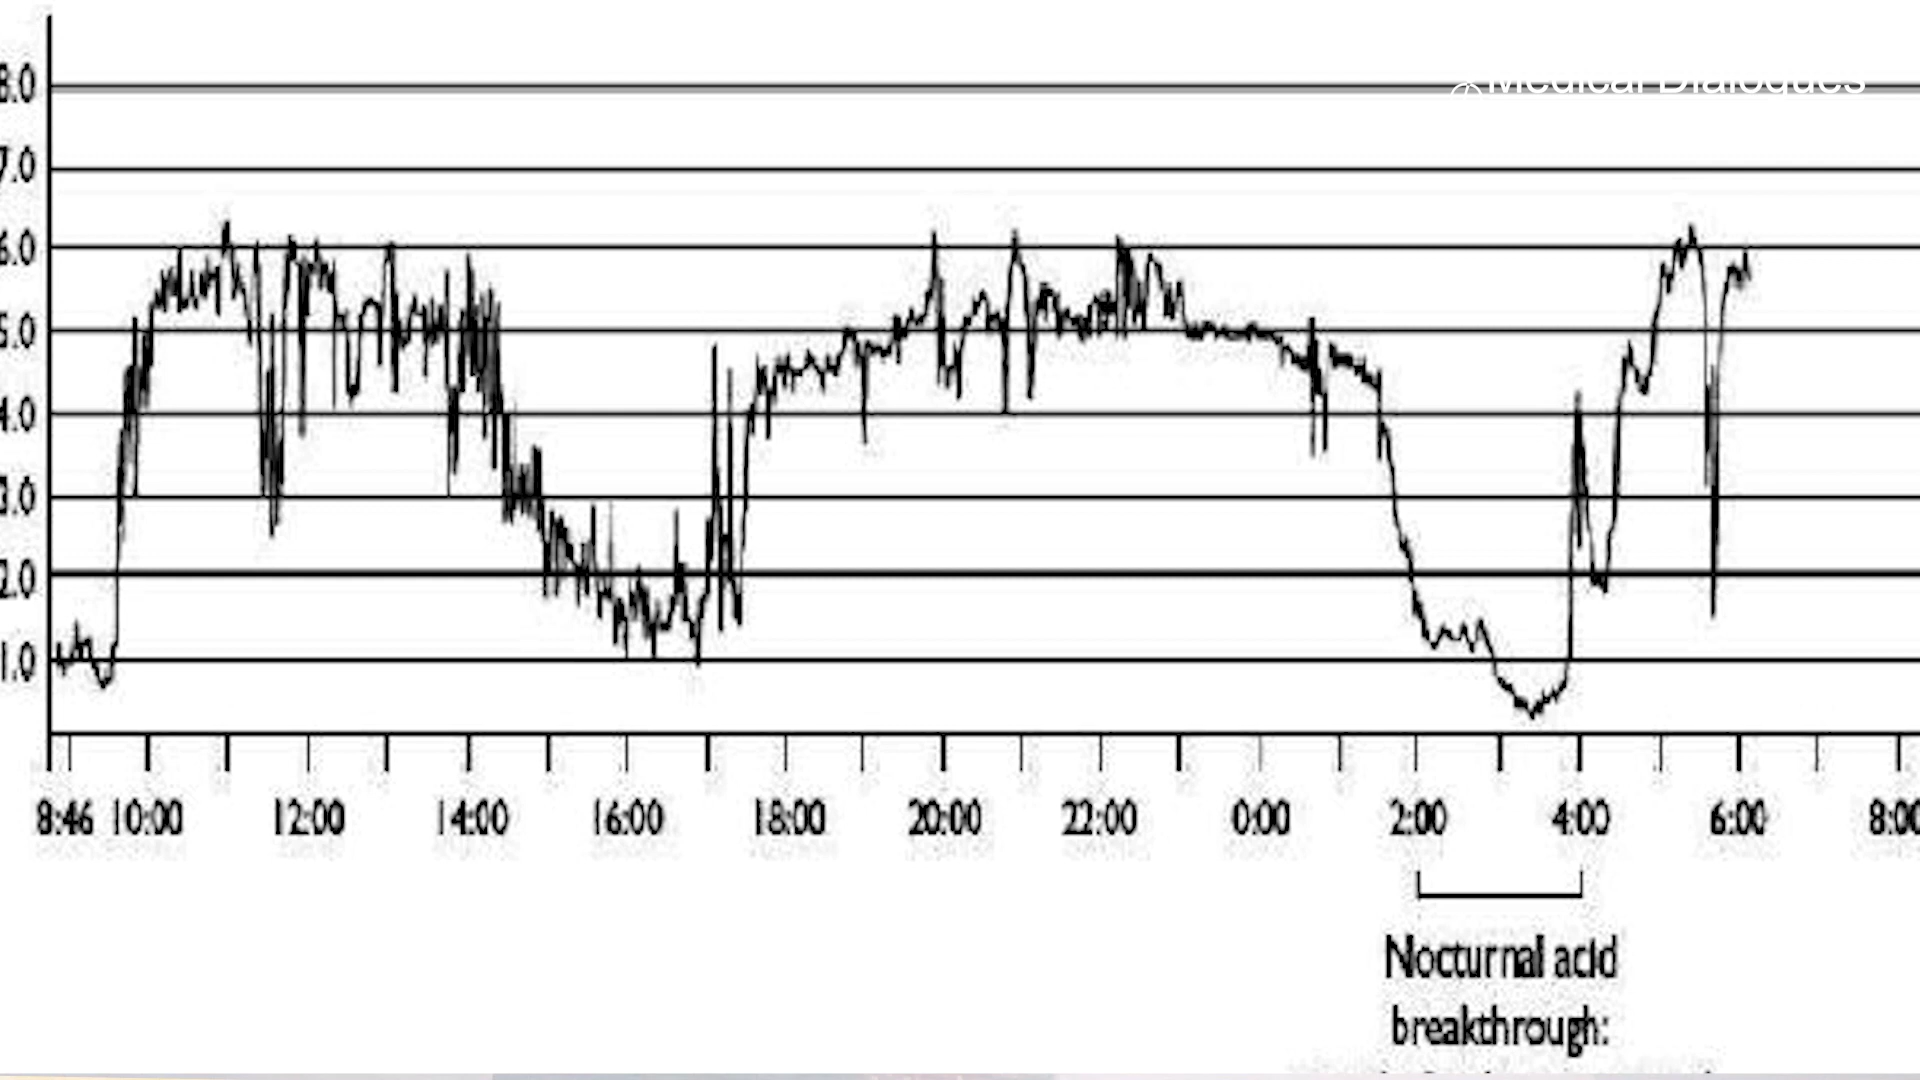 Medical Dialogues
8.0
7.0
6.0
5.0
4.0
3.0
2.0
1.0
8:46 10:00 12:00 14:00 16:00 18:00 20:00 22:00 0:00 2:00 4:00 6:00 8:00
Nocturnal acid
breakthrough: